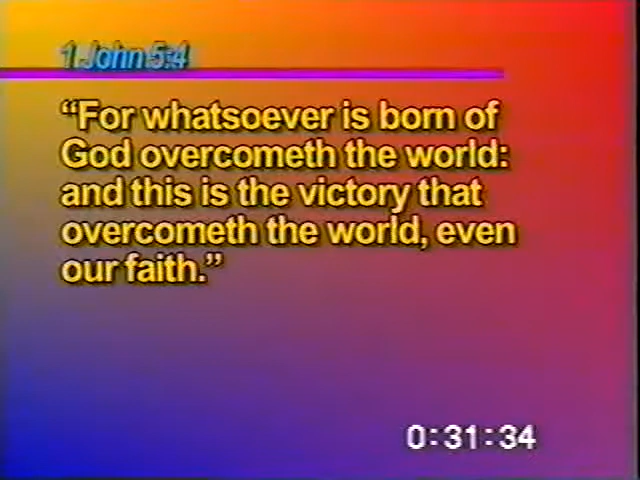 1 John 5:4
“For whatsoever is born of
God overcometh the world:
and this is the victory that
overcometh the world, even
our faith.”
0:31:34